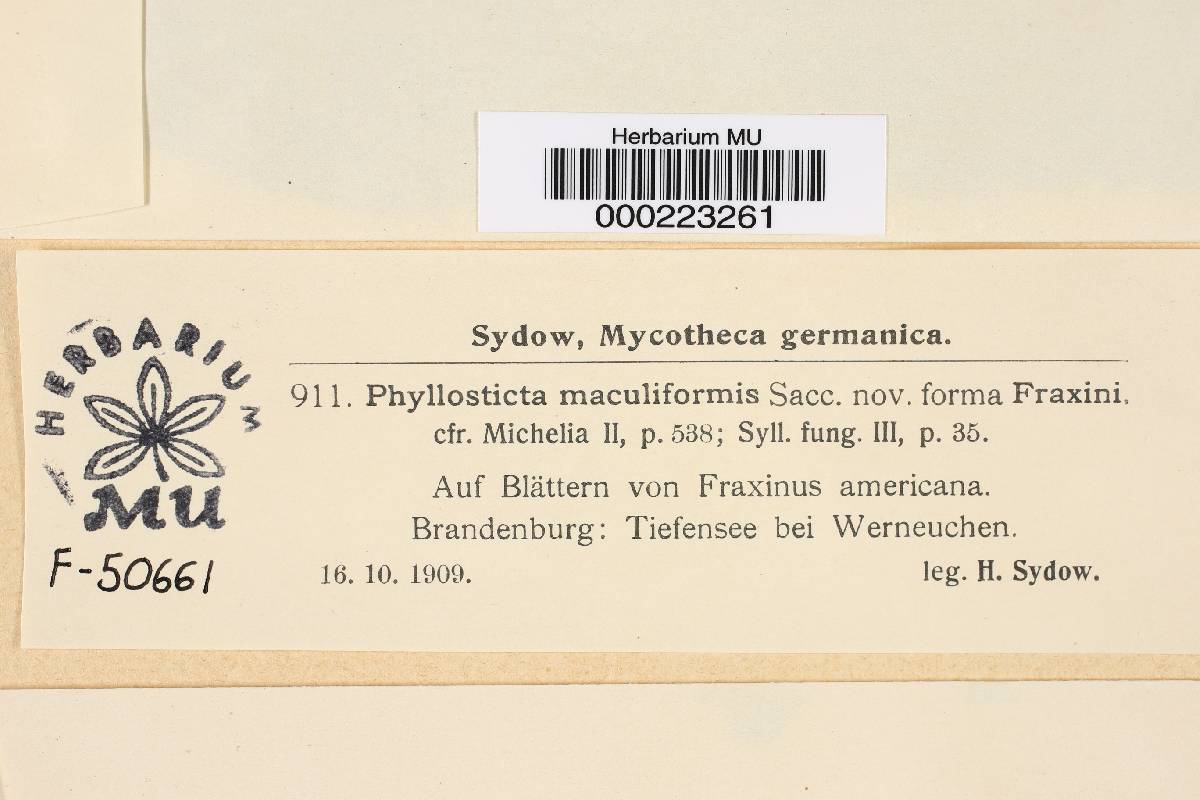 Herbarium MU
000223261
HERBARIUM
MU
F-50661
Sydow, Mycotheca germanica.
911. Phyllosticta maculiformis Sacc. nov. forma Fraxini,
cfr. Michelia II, p. 538; Syll. fung. III, p. 35.
Auf Blättern von Fraxinus americana.
Brandenburg: Tiefensee bei Werneuchen.
16. 10. 1909. leg. H. Sydow.